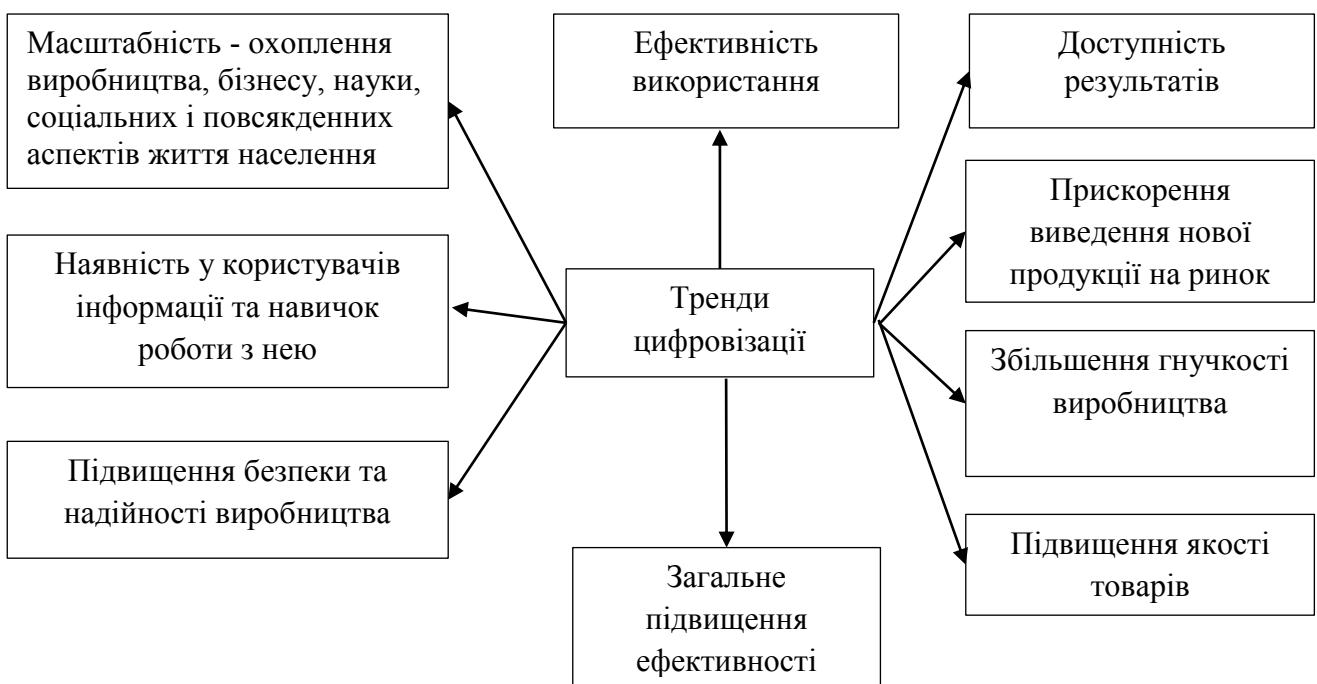 Масштабність - охоплення
виробництва, бізнесу, науки,
соціальних і повсякденних
аспектів життя населення
Ефективність
використання
Доступність
результатів
Прискорення
виведення нової
продукції на ринок
Наявність у користувачів
інформації та навичок
роботи з нею
Тренди
цифровізації
Збільшення гнучкості
виробництва
Підвищення безпеки та
надійності виробництва
Підвищення якості
товарів
Загальне
підвищення
ефективності